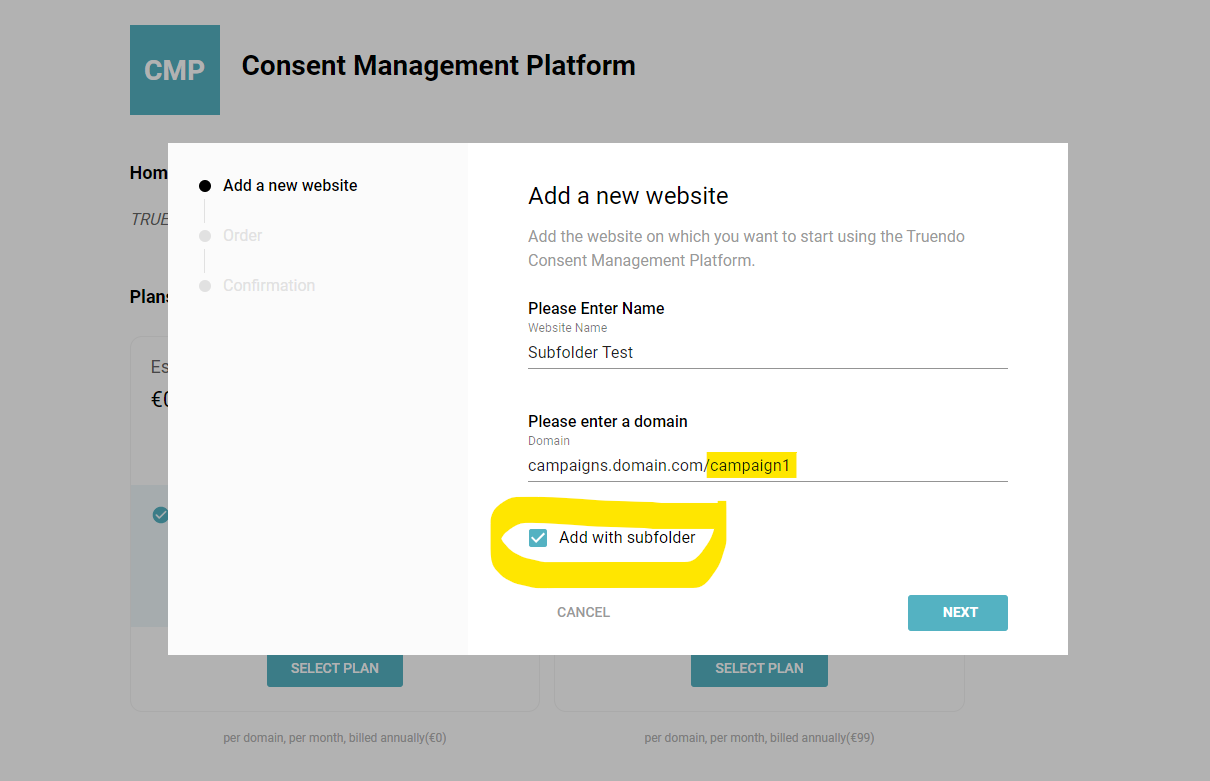 CMP
Consent Management Platform
Add a new website
Order
Confirmation
Add a new website
Add the website on which you want to start using the Truendo
Consent Management Platform.
Please Enter Name
Website Name
Subfolder Test
Please enter a domain
Domain
campaigns.domain.com/campaign1
Add with subfolder
CANCEL
NEXT
Hom
TRUE
Plans
Es
€0
SELECT PLAN
SELECT PLAN
per domain, per month, billed annually(€0)
per domain, per month, billed annually(€99)